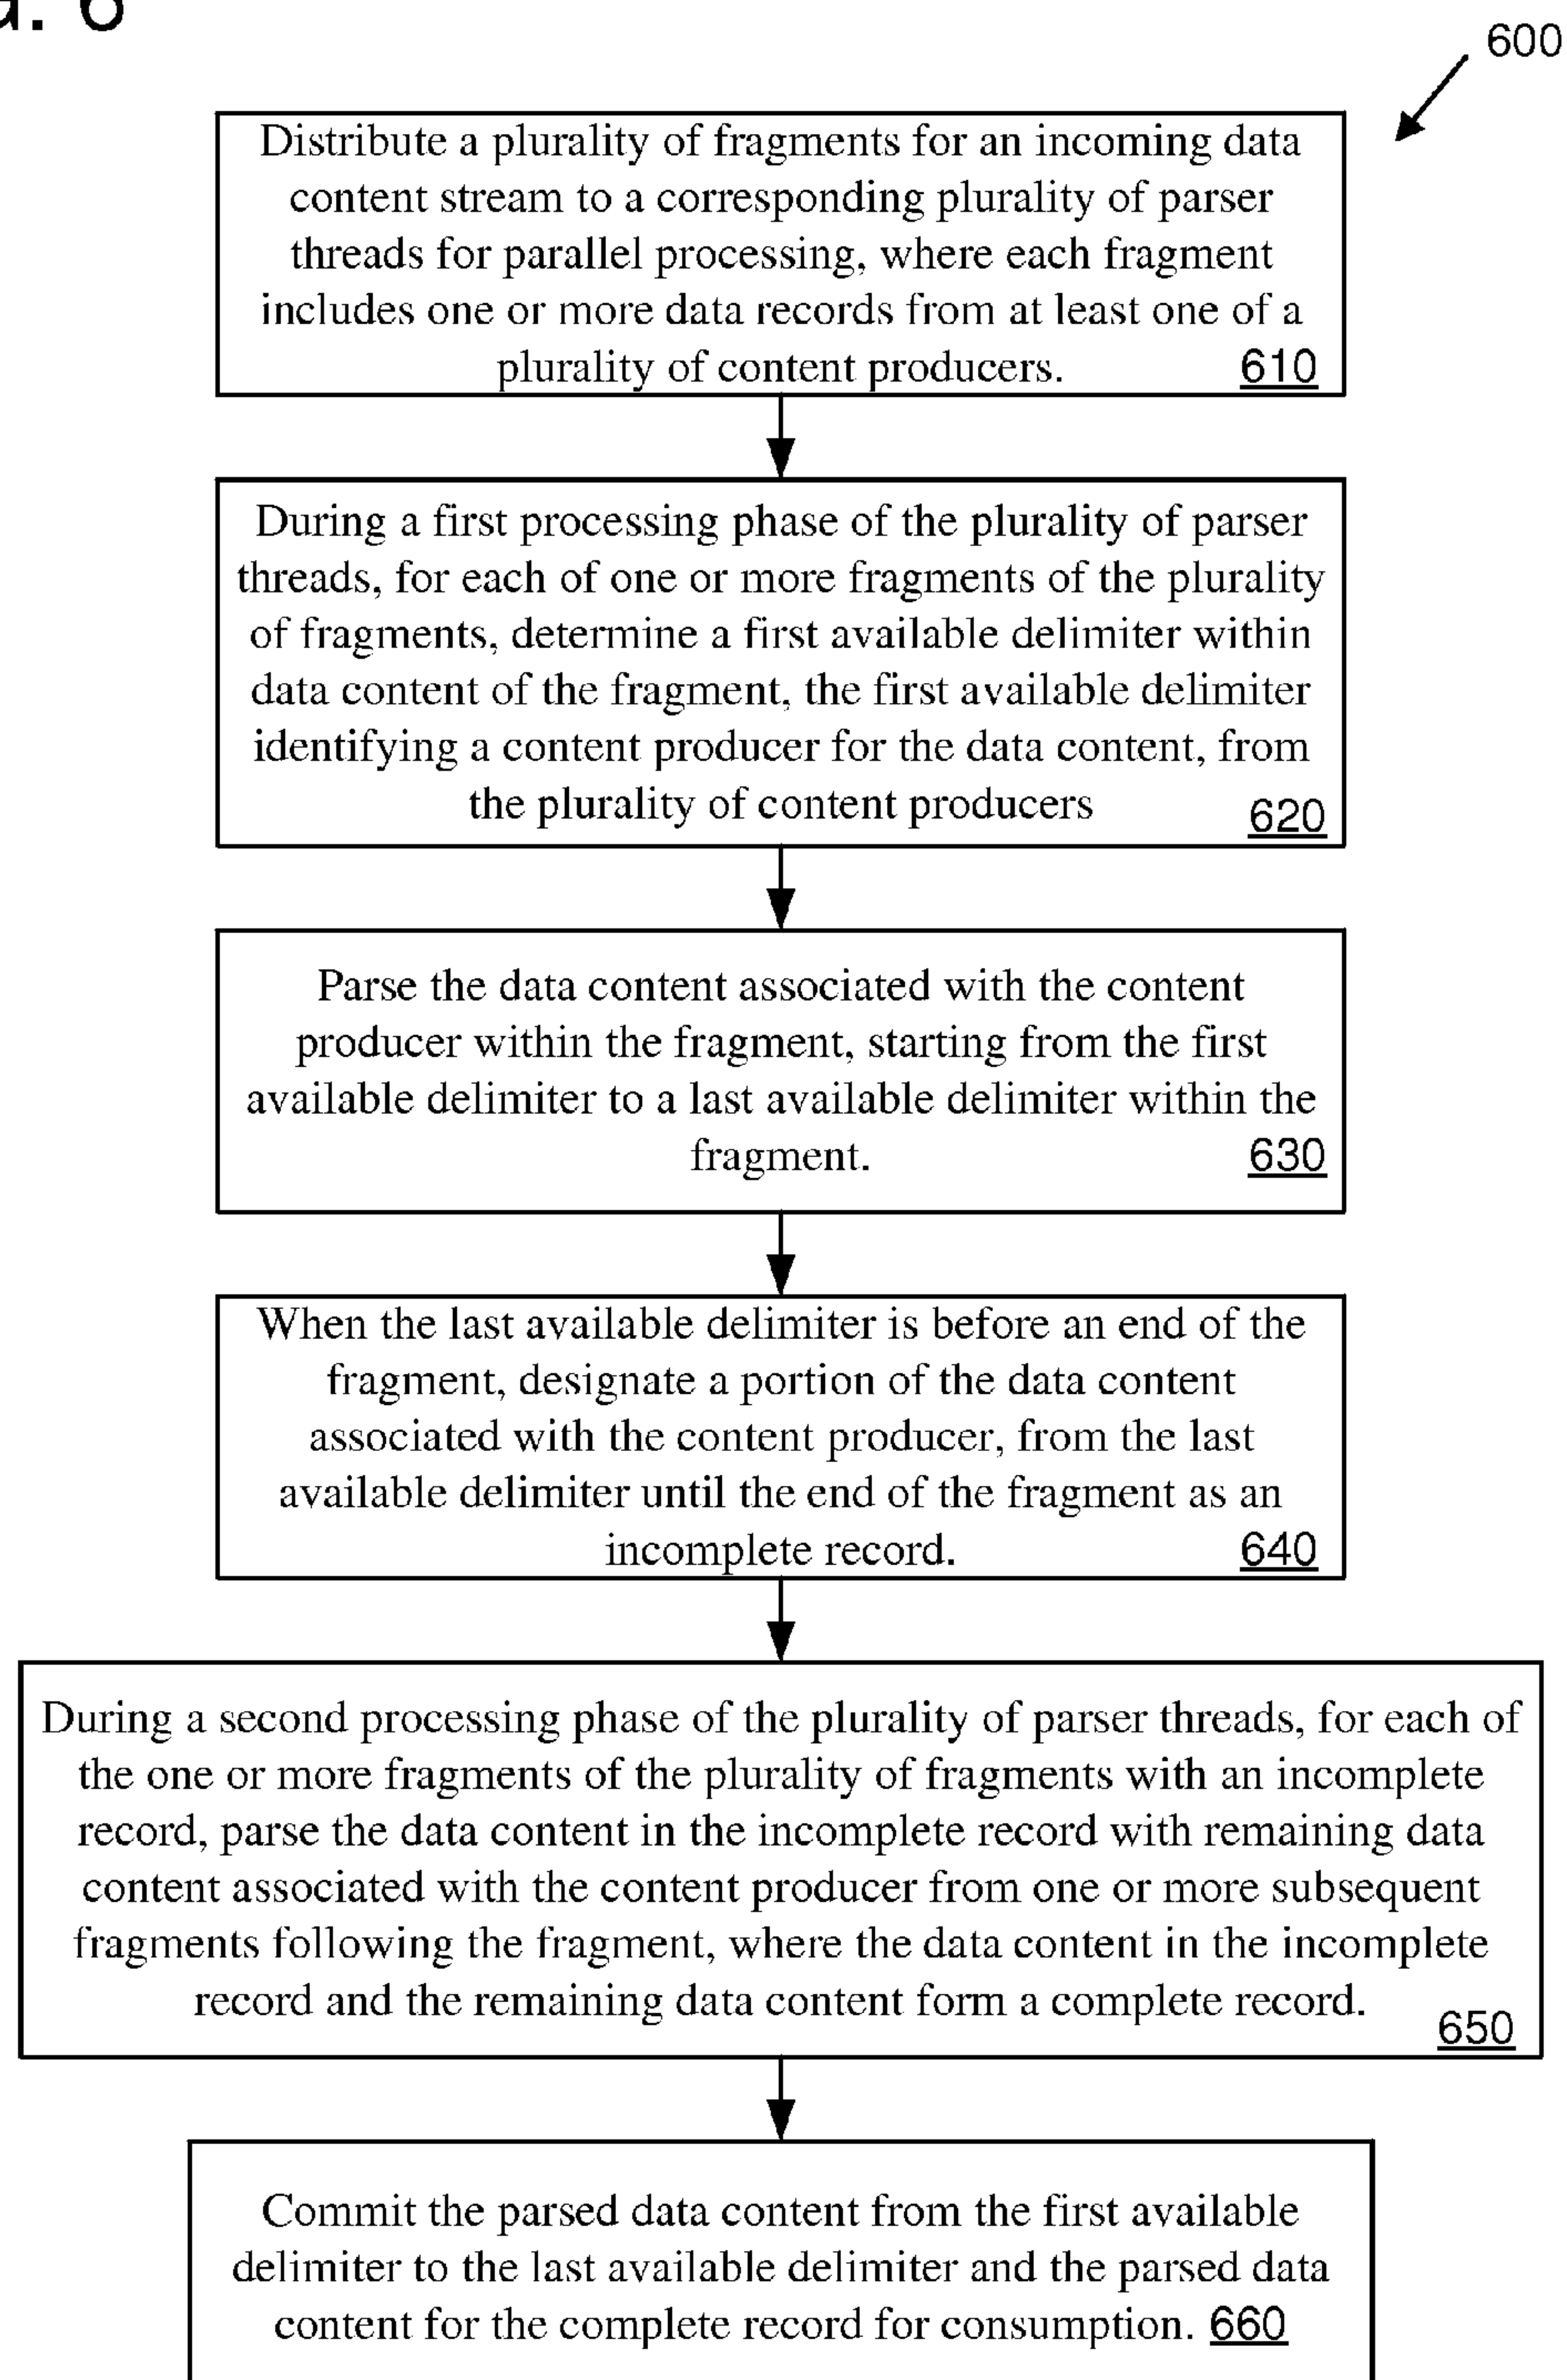 6
600
Distribute a plurality of fragments for an incoming data
content stream to a corresponding plurality of parser
threads for parallel processing, where each fragment
includes one or more data records from at least one of a
plurality of content producers. 610
During a first processing phase of the plurality of parser
threads, for each of one or more fragments of the plurality
of fragments, determine a first available delimiter within
data content of the fragment, the first available delimiter
identifying a content producer for the data content, from
the plurality of content producers 620
Parse the data content associated with the content
producer within the fragment, starting from the first
available delimiter to a last available delimiter within the
fragment. 630
When the last available delimiter is before an end of the
fragment, designate a portion of the data content
associated with the content producer, from the last
available delimiter until the end of the fragment as an
incomplete record. 640
During a second processing phase of the plurality of parser threads, for each of
the one or more fragments of the plurality of fragments with an incomplete
record, parse the data content in the incomplete record with remaining data
content associated with the content producer from one or more subsequent
fragments following the fragment, where the data content in the incomplete
record and the remaining data content form a complete record. 650
Commit the parsed data content from the first available
delimiter to the last available delimiter and the parsed data
content for the complete record for consumption. 660